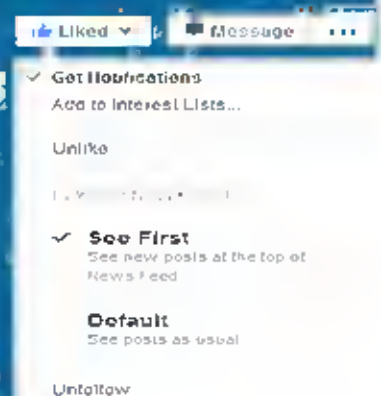 Liked Message
Get Notifications
Add to Interest Lists...
Unlike
See First
See new posts at the top of
News Feed
Default
See posts as usual
Unfollow